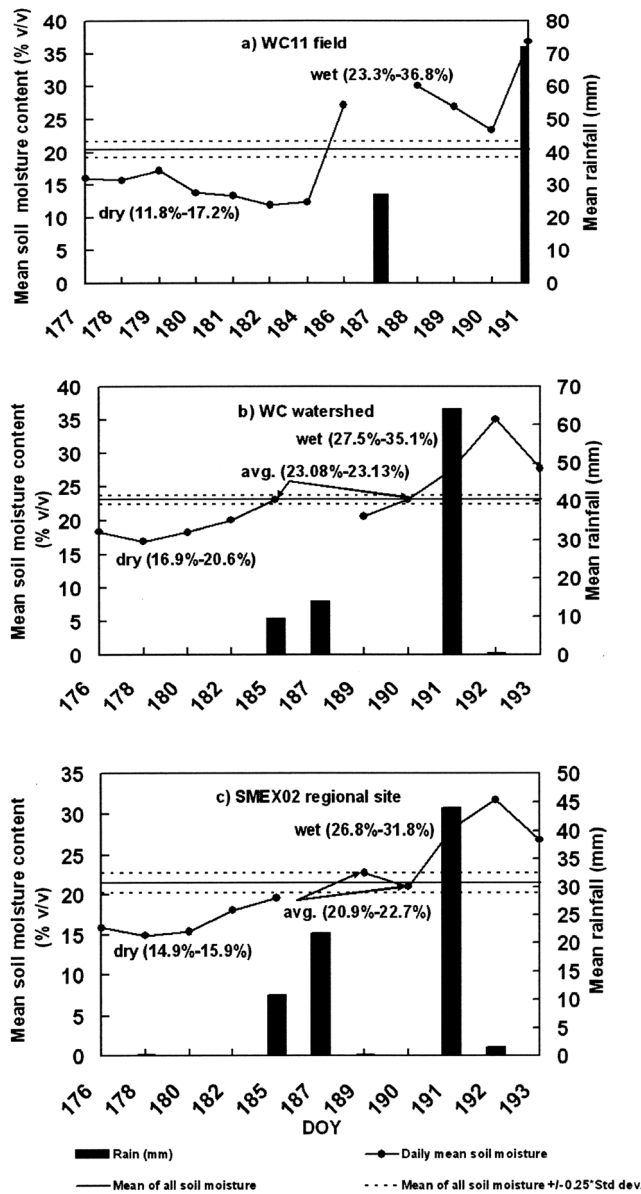 a) WC11 field
wet (23.3%-36.8%)
dry (11.8%-17.2%)
Mean soil moisture content (% v/v)
40
35
30
25
20
15
10
5
0
Mean rainfall (mm)
80
70
60
50
40
30
20
10
0
177 178 179 180 181 182 184 186 187 188 189 190 191
b) WC watershed
wet (27.5%-35.1%)
avg. (23.08%-23.13%)
dry (16.9%-20.6%)
Mean soil moisture content
(% v/v)
40
35
30
25
20
15
10
5
0
Mean rainfall (mm)
70
60
50
40
30
20
10
0
176 178 180 182 185 187 189 190 191 192 193
c) SMEX02 regional site
wet (26.8%-31.8%)
avg. (20.9%-22.7%)
dry (14.9%-15.9%)
Mean soil moisture content
(% v/v)
35
30
25
20
15
10
5
0
Mean rainfall (mm)
50
45
40
35
30
25
20
15
10
5
0
176 178 180 182 185 187 189 190 191 192 193
DOY
Rain (mm)
Daily mean soil moisture
Mean of all soil moisture
Mean of all soil moisture +/-0.25*Std dev.